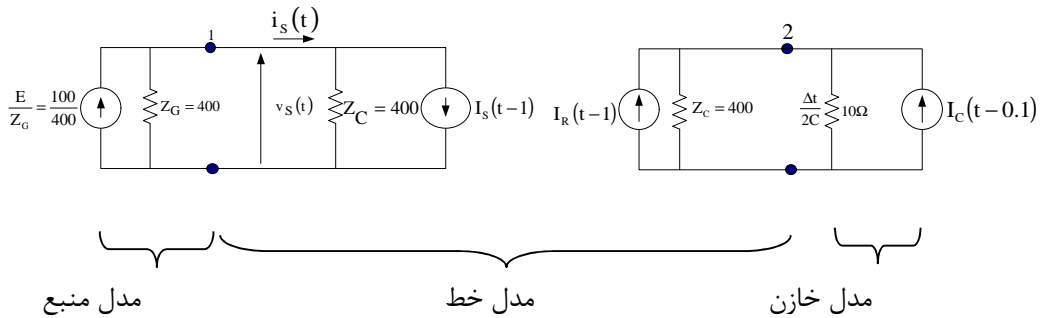 1
i_S(t)
E/Z_G = 100/400
Z_G = 400
v_S(t)
Z_C = 400
I_S(t−1)
2
I_R(t−1)
Z_C = 400
Δt/2C
10Ω
I_C(t−0.1)
مدل منبع
مدل خط
مدل خازن